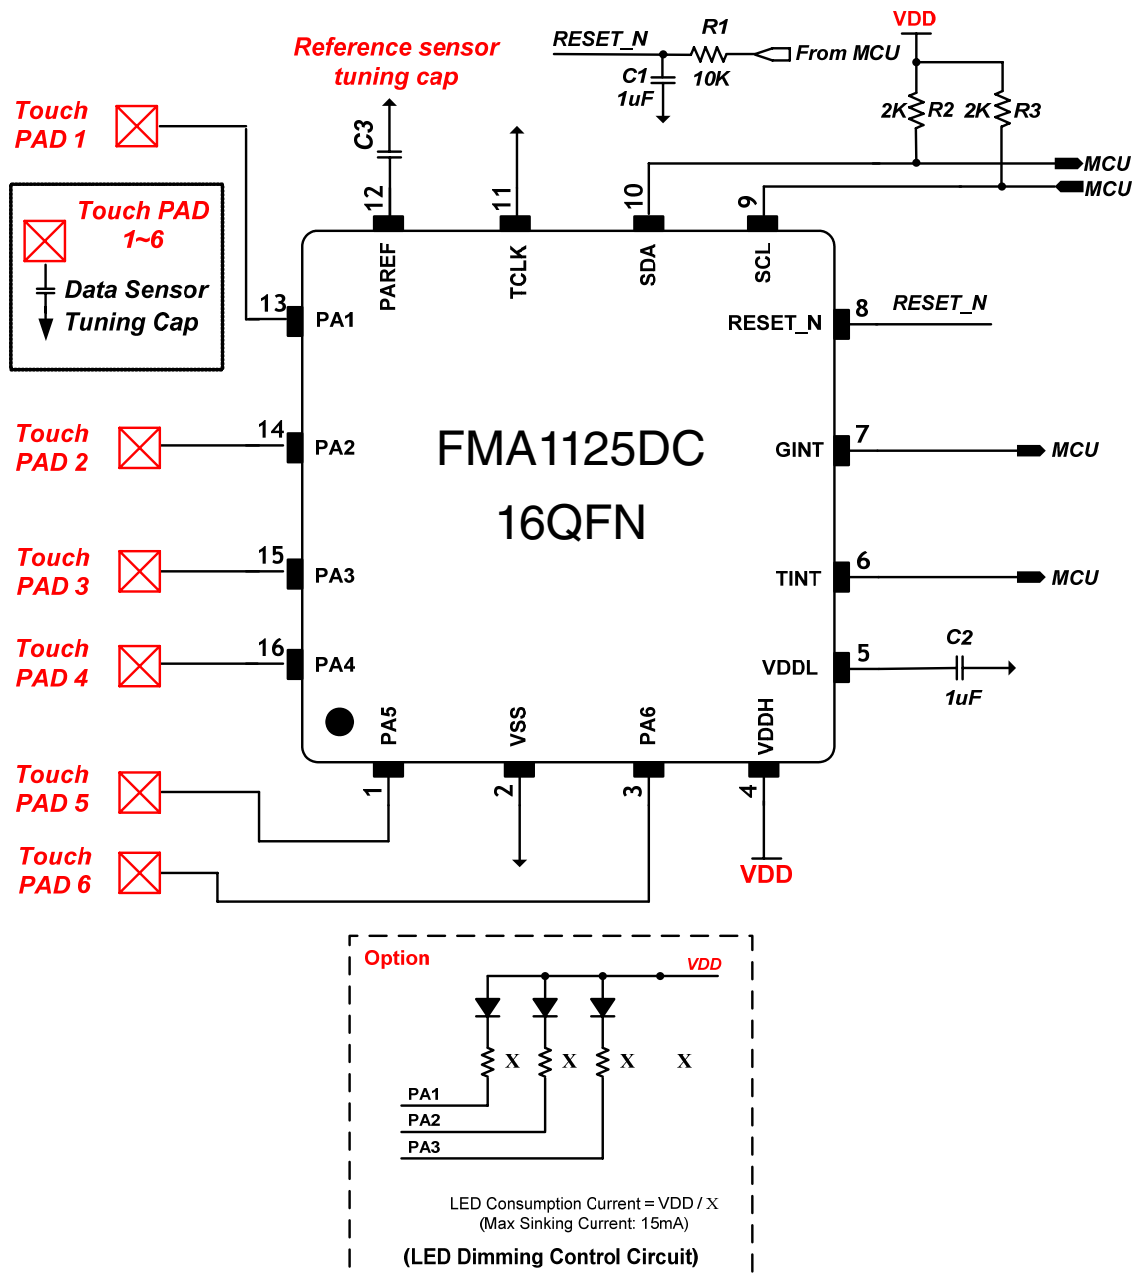 VDD
RESET_N
R1
From MCU
C1
1uF
10K
2K
R2
2K
R3
MCU
MCU
Reference sensor
tuning cap
C3
Touch
PAD 1
Touch PAD
1~6
Data Sensor
Tuning Cap
12
11
10
9
PAREF
TCLK
SDA
SCL
13
PA1
RESET_N
8
RESET_N
Touch
PAD 2
14
PA2
FMA1125DC
16QFN
GINT
7
MCU
Touch
PAD 3
15
PA3
TINT
6
MCU
Touch
PAD 4
16
PA4
VDDL
5
C2
1uF
PA5
VSS
PA6
VDDH
1
2
3
4
Touch
PAD 5
Touch
PAD 6
VDD
Option
VDD
X
X
X
X
PA1
PA2
PA3
LED Consumption Current = VDD / X
(Max Sinking Current: 15mA)
(LED Dimming Control Circuit)